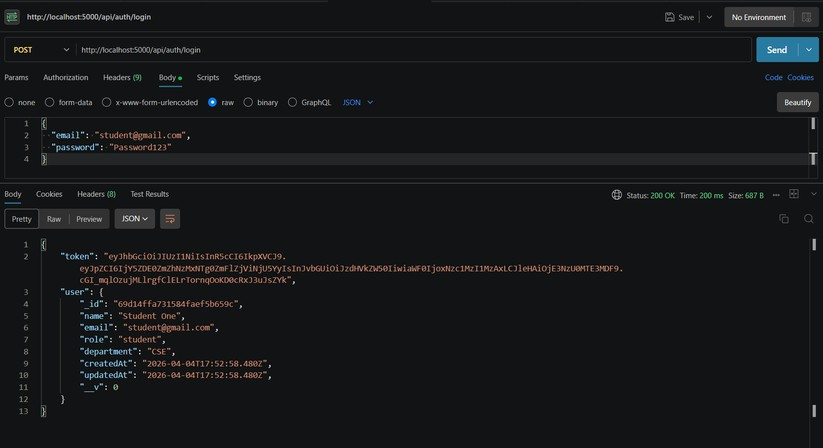 http://localhost:5000/api/auth/login
Save
No Environment
POST
http://localhost:5000/api/auth/login
Send
Params Authorization Headers (9) Body Scripts Settings
Code Cookies
none form-data x-www-form-urlencoded raw binary GraphQL JSON
Beautify
1 {
2 "email": "student@gmail.com",
3 "password": "Password123"
4 }
Body Cookies Headers (8) Test Results
Status: 200 OK Time: 200 ms Size: 687 B
Pretty Raw Preview JSON
1 {
2 "token": "eyJhbGciOiJIUzI1NiIsInR5cCI6IkpXVCJ9.
3 "user": {
4 "_id": "69d14ffa731584faef5b659c",
5 "name": "Student One",
6 "email": "student@gmail.com",
7 "role": "student",
8 "department": "CSE",
9 "createdAt": "2026-04-04T17:52:58.480Z",
10 "updatedAt": "2026-04-04T17:52:58.480Z",
11 "__v": 0
12 }
13 }